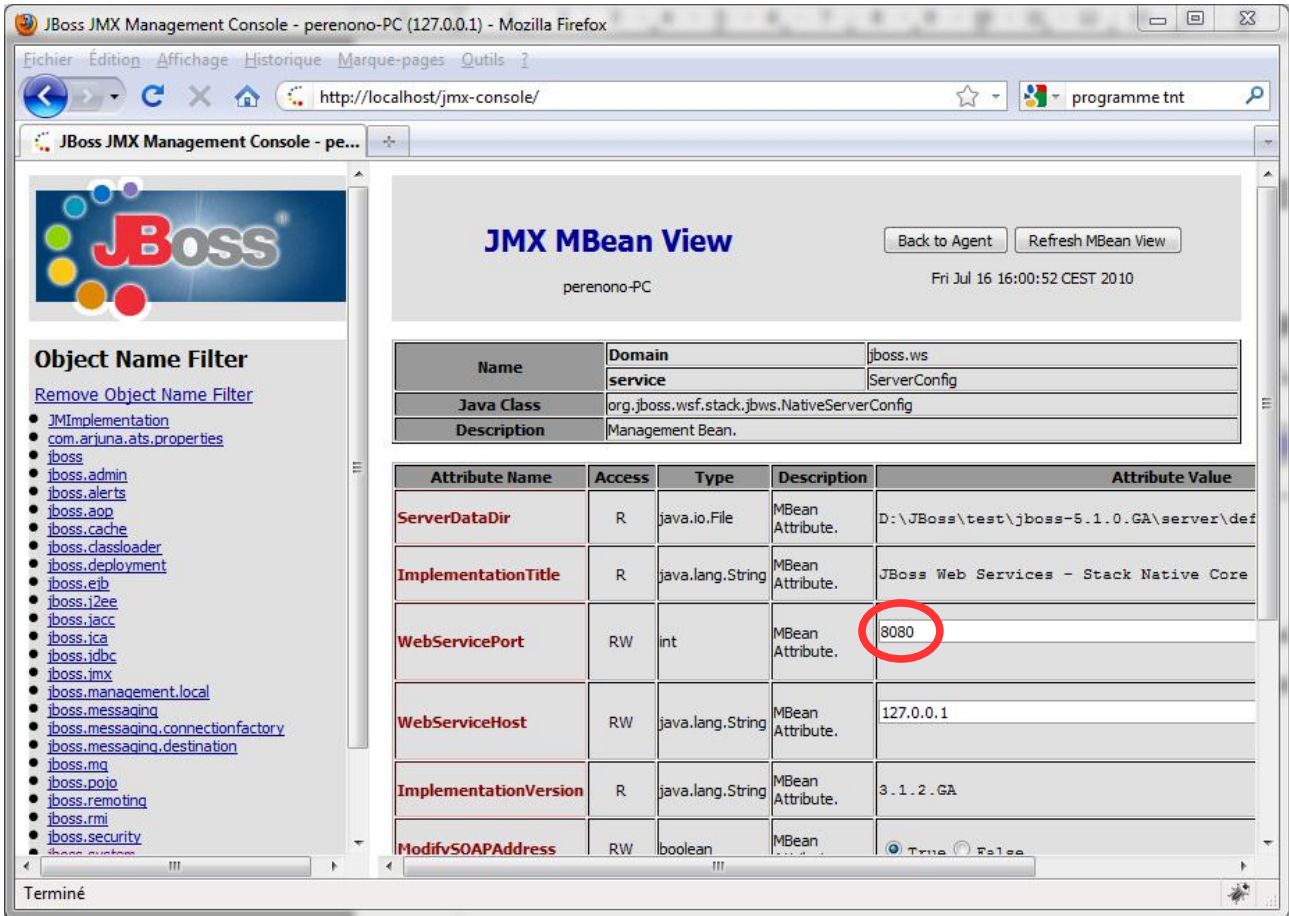 JBoss JMX Management Console - perenono-PC (127.0.0.1) - Mozilla Firefox
Fichier Édition Affichage Historique Marque-pages Outils ?
http://localhost/jmx-console/
programme tnt
JBoss JMX Management Console - pe...
JBoss®
JMX MBean View
Back to Agent Refresh MBean View
perenono-PC
Fri Jul 16 16:00:52 CEST 2010
Object Name Filter
Remove Object Name Filter
JMImplementation
com.arjuna.ats.properties
jboss
jboss.admin
jboss.alerts
jboss.aop
jboss.cache
jboss.classloader
jboss.deployment
jboss.ejb
jboss.j2ee
jboss.jacc
jboss.jca
jboss.jdbc
jboss.jmx
jboss.management.local
jboss.messaging
jboss.messaging.connectionfactory
jboss.messaging.destination
jboss.mq
jboss.pojo
jboss.remoting
jboss.rmi
jboss.security
jboss.system
Name Domain jboss.ws
service ServerConfig
Java Class org.jboss.wsf.stack.jbws.NativeServerConfig
Description Management Bean.
Attribute Name Access Type Description Attribute Value
ServerDataDir R java.io.File MBean Attribute. D:\JBoss\test\jboss-5.1.0.GA\server\def
ImplementationTitle R java.lang.String MBean Attribute. JBoss Web Services - Stack Native Core
WebServicePort RW int MBean Attribute. 8080
WebServiceHost RW java.lang.String MBean Attribute. 127.0.0.1
ImplementationVersion R java.lang.String MBean Attribute. 3.1.2.GA
ModifySOAPAddress RW boolean MBean True False
Terminé